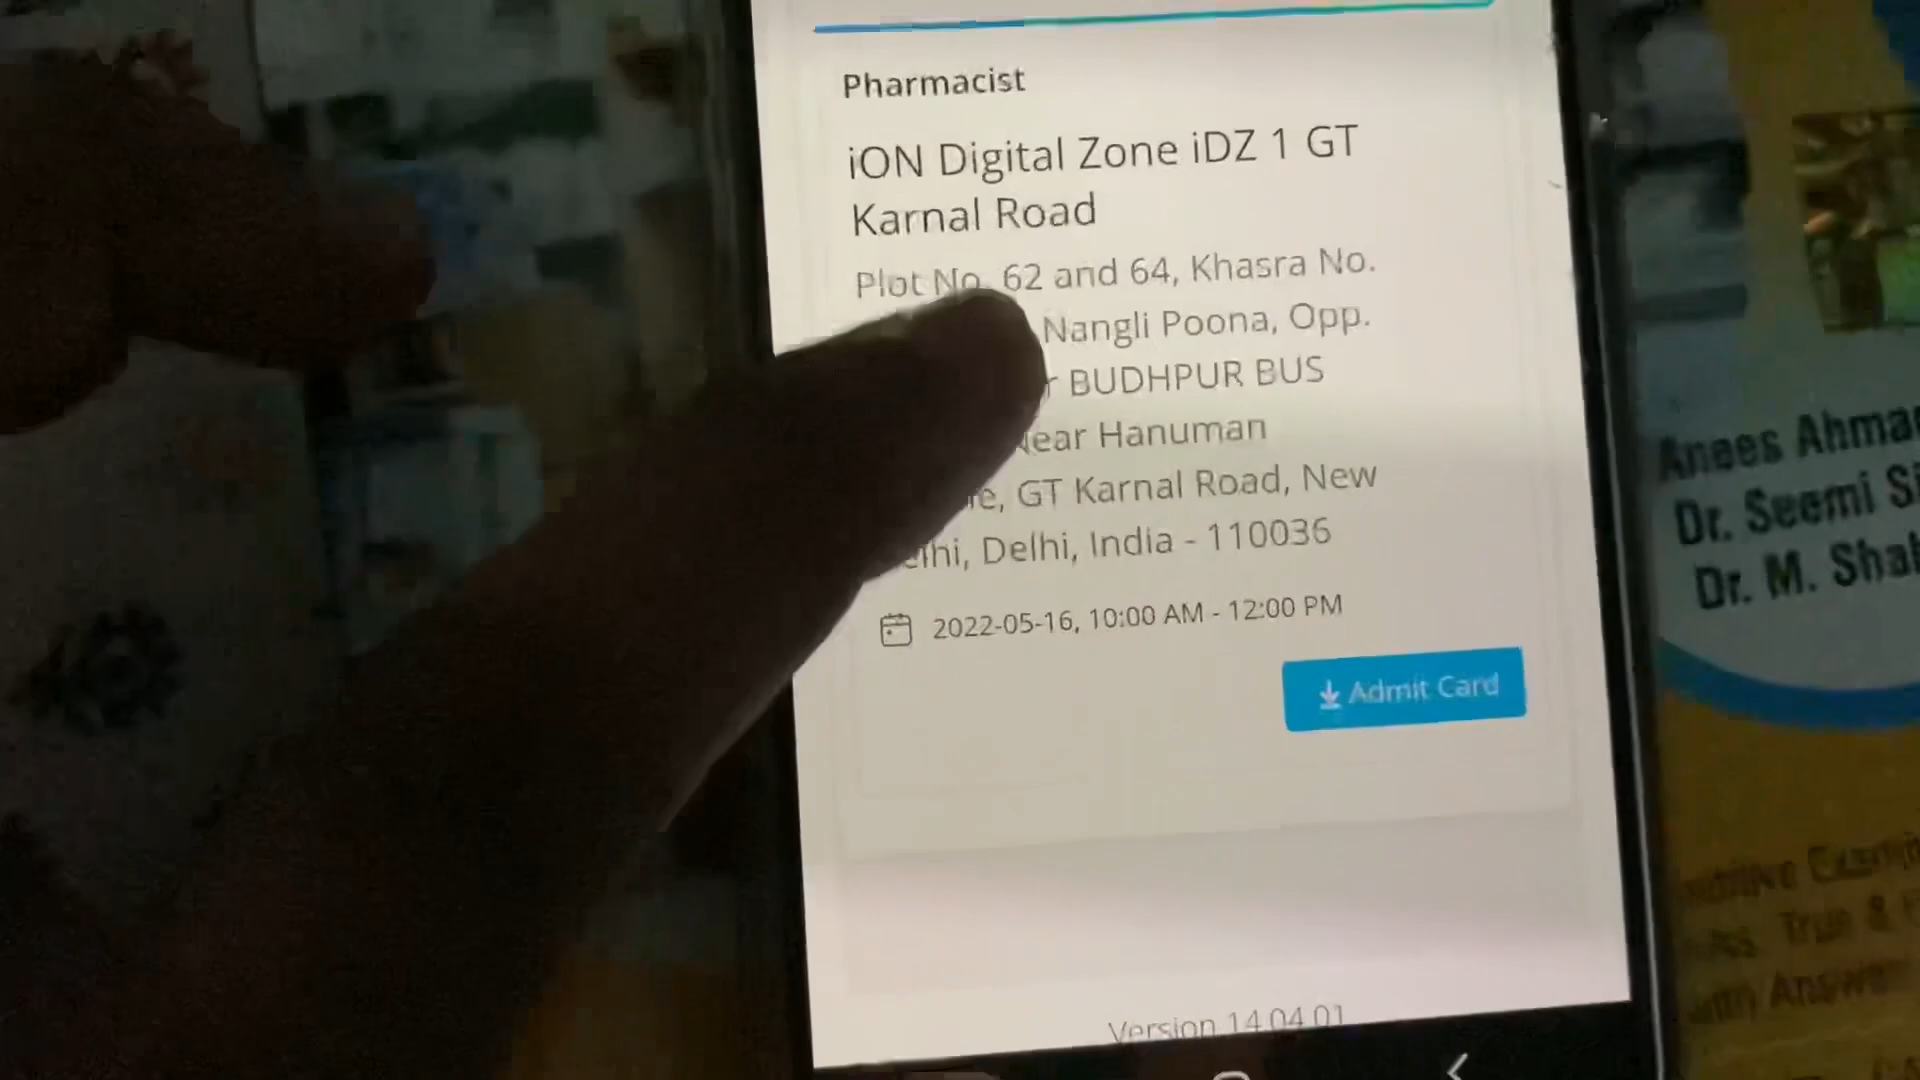 Pharmacist
iON Digital Zone iDZ 1 GT
Karnal Road
Plot No. 62 and 64, Khasra No.
Nangli Poona, Opp.
BUDHPUR BUS
Near Hanuman
GT Karnal Road, New
Delhi, India - 110036
2022-05-16, 10:00 AM - 12:00 PM
Admit Card
Version 14.04.01
Anees
Dr. Seemi
Dr. M.
True &